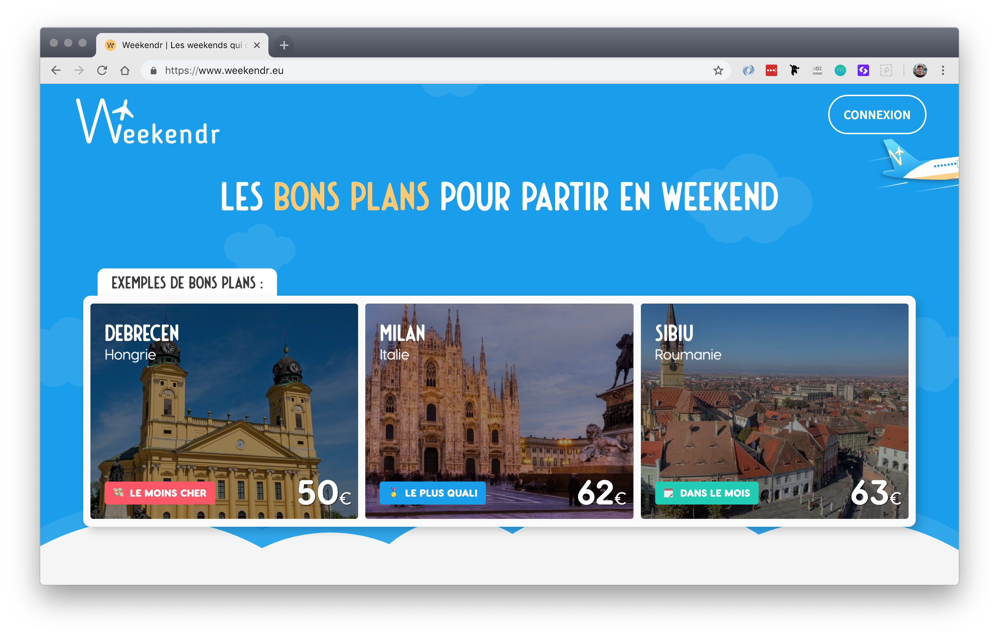 Weekendr | Les weekends qui
https://www.weekendr.eu
Weekendr
CONNEXION
LES BONS PLANS POUR PARTIR EN WEEKEND
EXEMPLES DE BONS PLANS :
DEBRECEN
Hongrie
LE MOINS CHER
50€
MILAN
Italie
LE PLUS QUALI
62€
SIBIU
Roumanie
DANS LE MOIS
63€